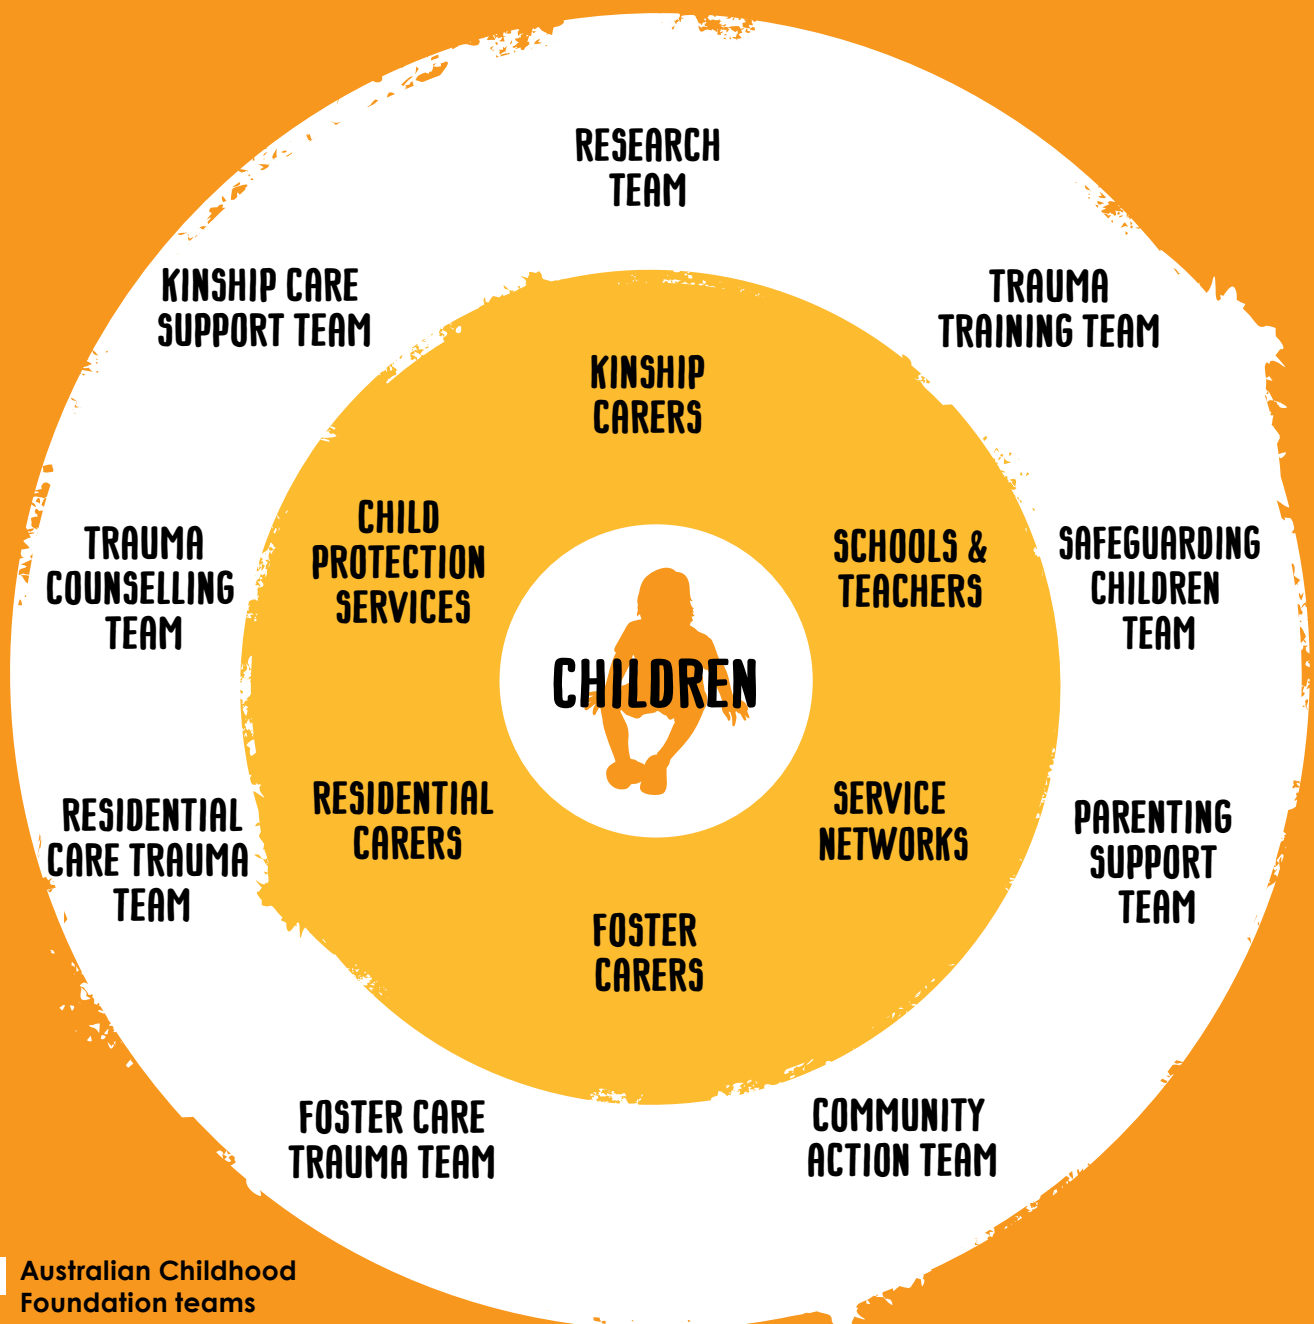 RESEARCH
TEAM
KINSHIP CARE
SUPPORT TEAM
TRAUMA
TRAINING TEAM
KINSHIP
CARERS
CHILD
PROTECTION
SERVICES
SCHOOLS &
TEACHERS
TRAUMA
COUNSELLING
TEAM
SAFEGUARDING
CHILDREN
TEAM
CHILDREN
RESIDENTIAL
CARERS
SERVICE
NETWORKS
RESIDENTIAL
CARE TRAUMA
TEAM
PARENTING
SUPPORT
TEAM
FOSTER
CARERS
FOSTER CARE
TRAUMA TEAM
COMMUNITY
ACTION TEAM
Australian Childhood
Foundation teams